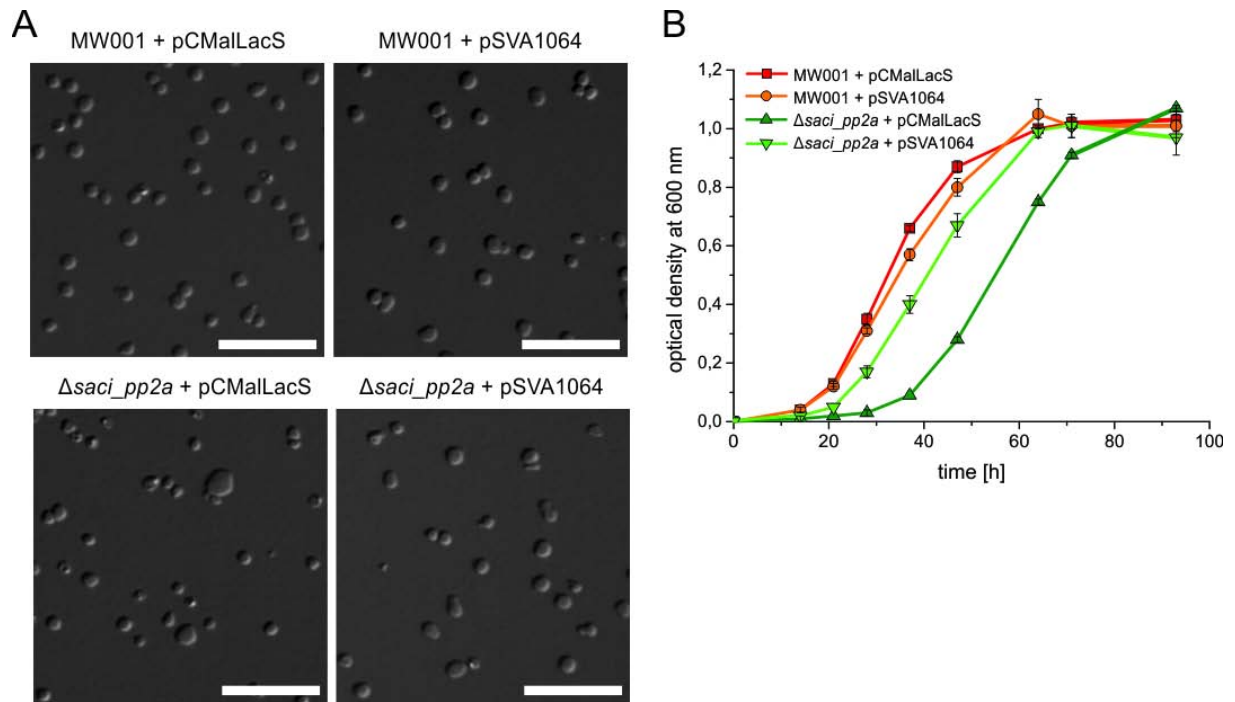 A
MW001 + pCMalLacS
MW001 + pSVA1064
Δsaci_pp2a + pCMalLacS
Δsaci_pp2a + pSVA1064
B
1,2
1,0
0,8
0,6
0,4
0,2
0,0
optical density at 600 nm
MW001 + pCMalLacS
MW001 + pSVA1064
Δsaci_pp2a + pCMalLacS
Δsaci_pp2a + pSVA1064
0 20 40 60 80 100
time [h]